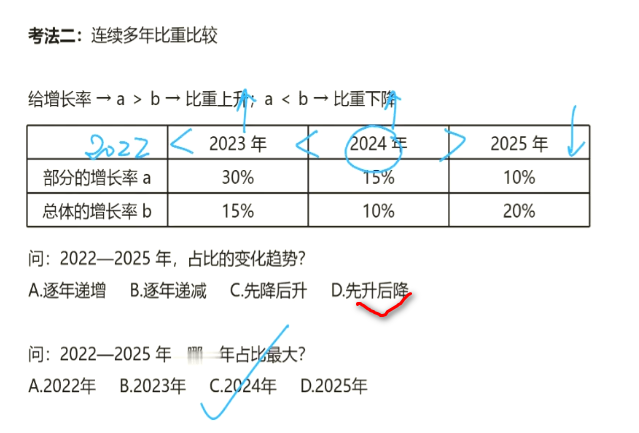 考法二：连续多年比重比较
给增长率→a > b→比重上升；a < b→比重下降
2022 < 2023 年 < 2024 年 > 2025 年
部分的增长率 a 30% 15% 10%
总体的增长率 b 15% 10% 20%
问：2022—2025 年，占比的变化趋势？
A.逐年递增 B.逐年递减 C.先降后升 D.先升后降
问：2022—2025 年 哪 年占比最大？
A.2022年 B.2023年 C.2024年 D.2025年